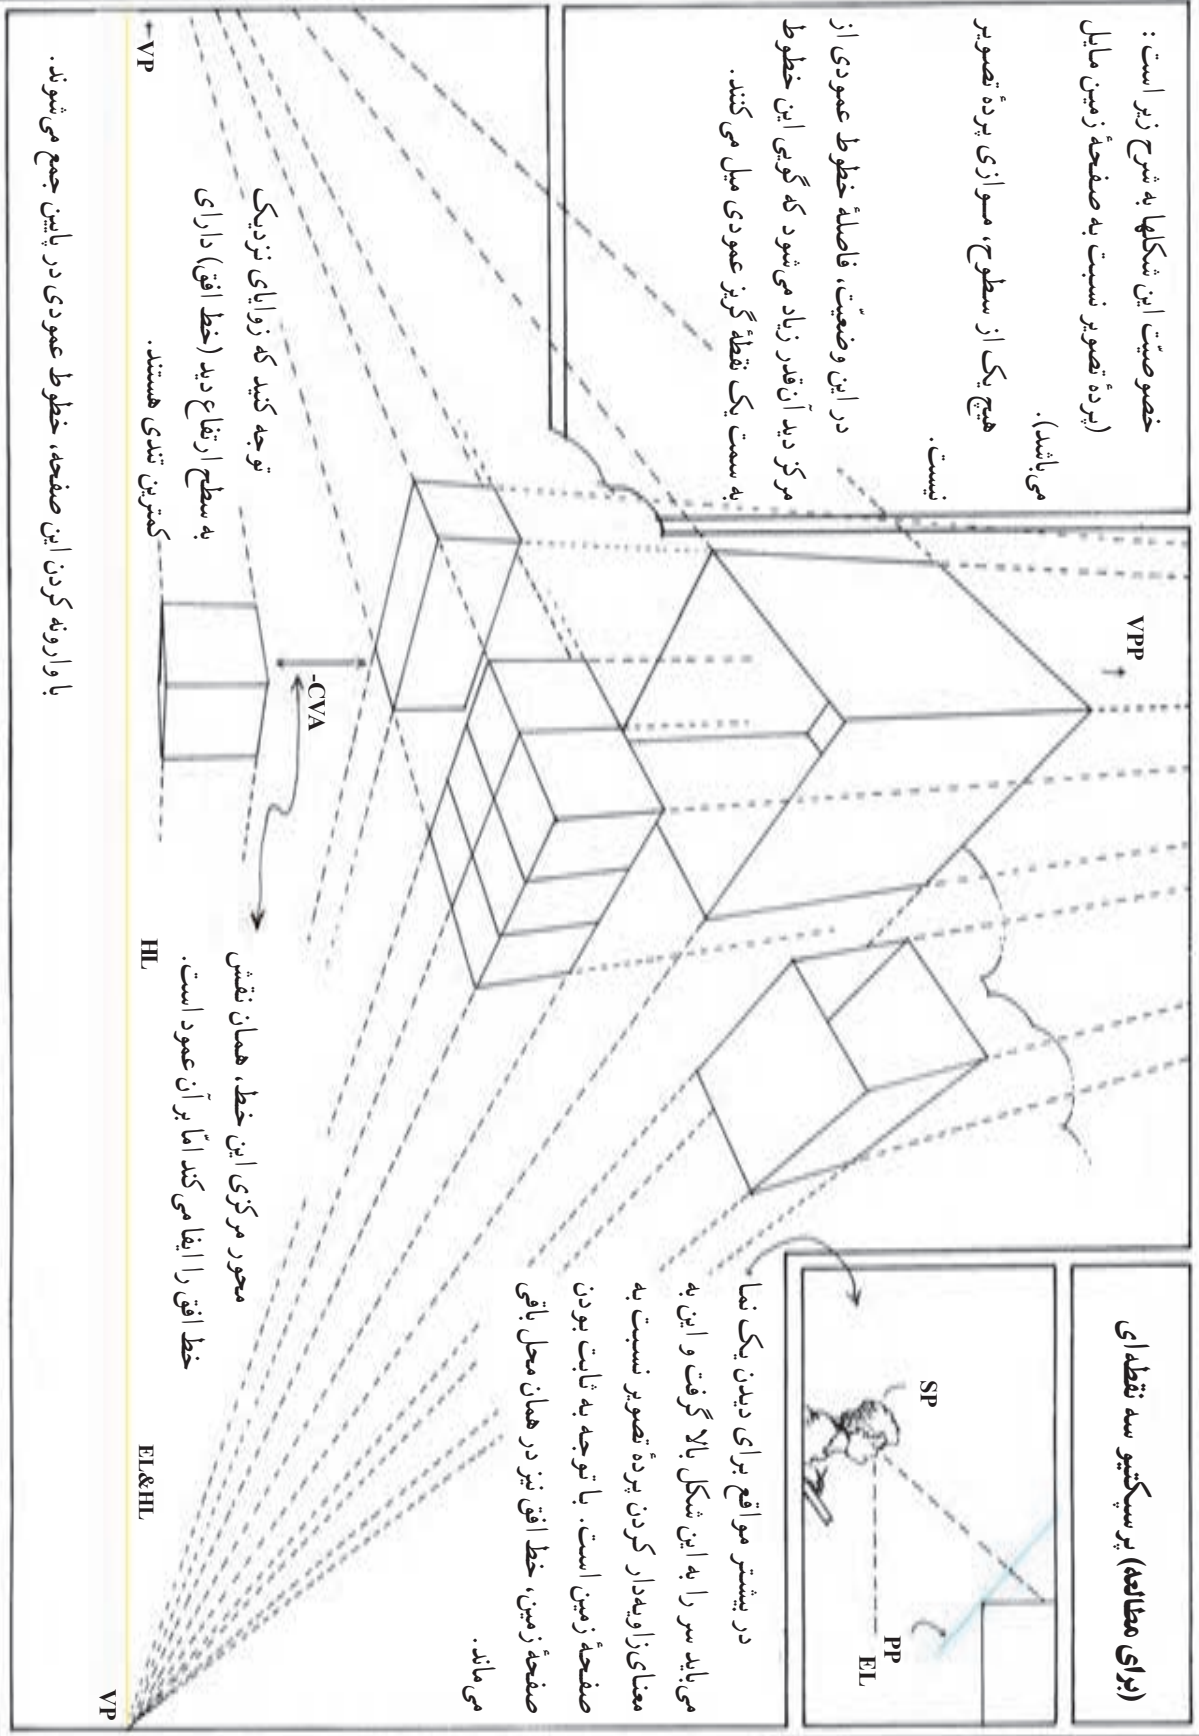 (برای مطالعه) پرسپکتیو سه نقطه‌ای
خصوصیّت این شکلها به شرح زیر است :
(پردهٔ تصویر نسبت به صفحهٔ زمین مایل
می‌باشد).
هیچ یک از سطوح، موازی پردهٔ تصویر
نیست.
در این وضعیّت، فاصلهٔ خطوط عمودی از
مرکز دید آن‌قدر زیاد می‌شود که گویی این خطوط
به سمت یک نقطهٔ گریز عمودی میل می کنند.
VPP
SP
PP
EL
در بیشتر مواقع برای دیدن یک نما
می‌باید سر را به این شکل بالا گرفت و این به
معنای زاویه‌دار کردن پردهٔ تصویر نسبت به
صفحهٔ زمین است. با توجه به ثابت بودن
صفحهٔ زمین، خط افق نیز در همان محل باقی
می‌ماند.
توجه کنید که زوایای نزدیک
به سطح ارتفاع دید (خط افق) دارای
کمترین تندی هستند.
-CVA
محور مرکزی این خط، همان نقش
خط افق را ایفا می‌کند امّا بر آن عمود است.
←VP
HL
EL&HL
VP
با وارونه کردن این صفحه، خطوط عمودی در پایین جمع می‌شوند.